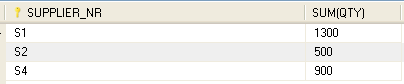 SUPPLIER_NR SUM(QTY)
S1 1300
S2 500
S4 900